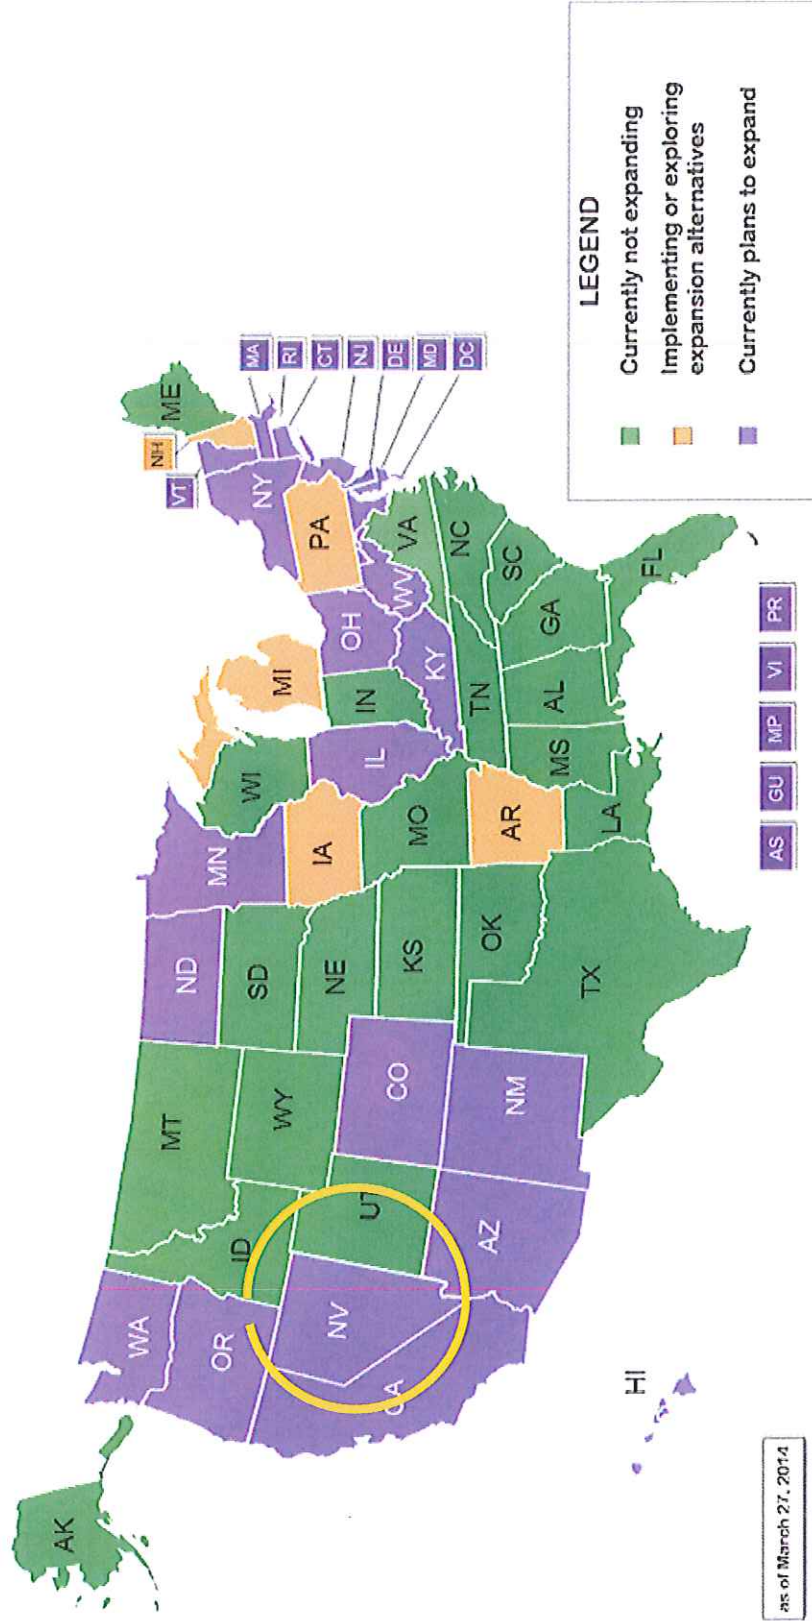 AK
WA
MT
ND
MN
ME
VT
NH
OR
ID
WY
SD
WI
MI
NY
MA
RI
CT
NJ
DE
MD
DC
NV
UT
CO
NE
IA
IL
IN
OH
PA
WV
VA
CA
AZ
NM
KS
MO
KY
TN
NC
OK
AR
SC
TX
LA
MS
AL
GA
FL
HI
AS
GU
MP
VI
PR
LEGEND
Currently not expanding
Implementing or exploring
expansion alternatives
Currently plans to expand
as of March 27, 2014